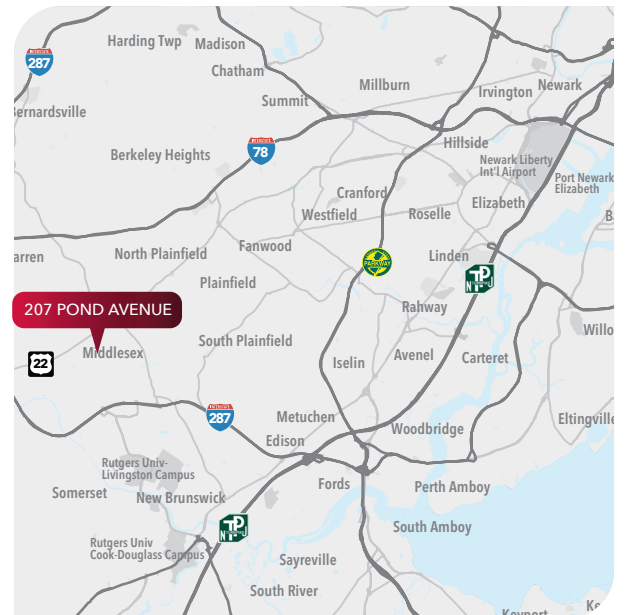 Harding Twp
Madison
287
Chatham
Millburn
Newark
Irvington
Summit
Bernardsville
Hillside
78
Berkeley Heights
Newark Liberty
Int'l Airport
Port Newark
Elizabeth
Cranford
Elizabeth
Westfield
Roselle
Fanwood
North Plainfield
Linden
PARKWAY
Plainfield
207 POND AVENUE
Rahway
South Plainfield
Middlesex
22
Iselin
Avenel
Carteret
287
Metuchen
Eltingville
Woodbridge
Edison
Rutgers Univ-
Livingston Campus
Fords
Perth Amboy
Somerset
New Brunswick
South Amboy
Rutgers Univ
Cook-Douglass Campus
Sayreville
South River
Keyport